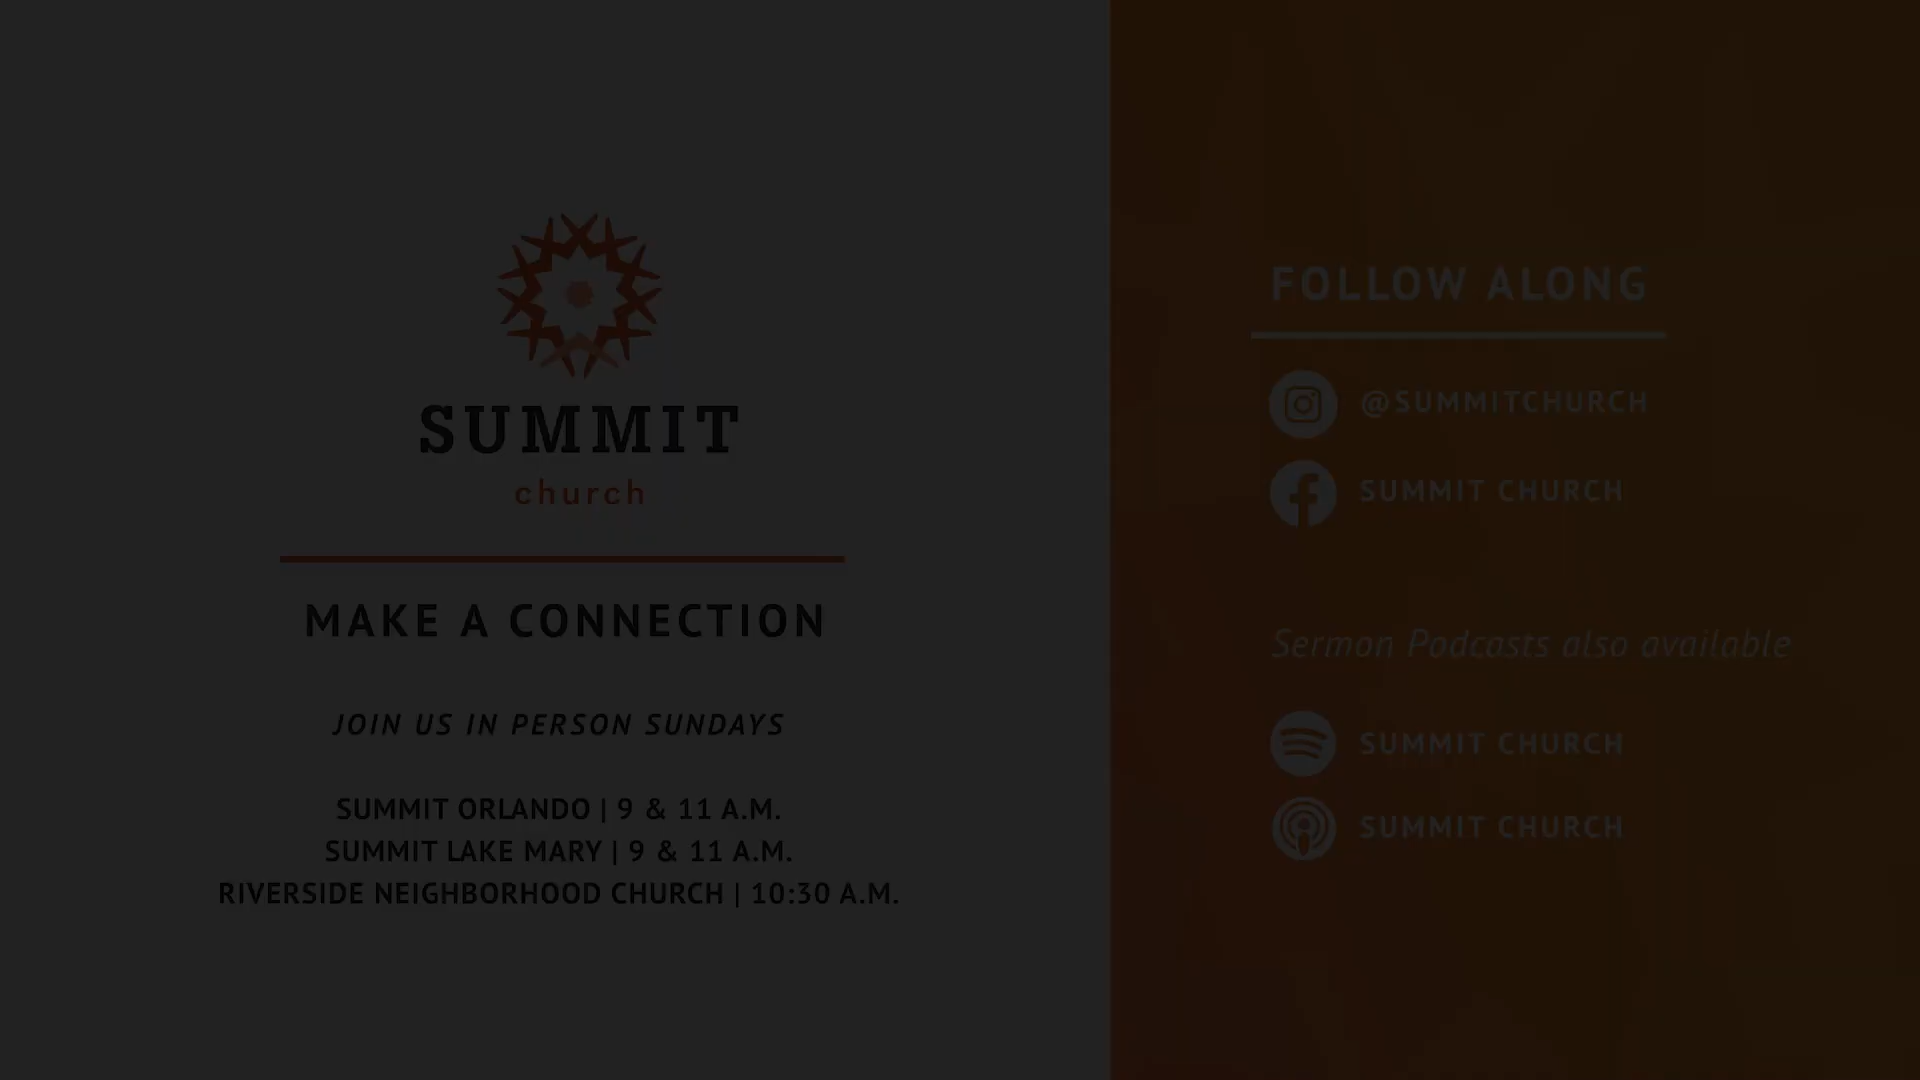 SUMMIT
church
MAKE A CONNECTION
JOIN US IN PERSON SUNDAYS
SUMMIT ORLANDO | 9 & 11 A.M.
SUMMIT LAKE MARY | 9 & 11 A.M.
RIVERSIDE NEIGHBORHOOD CHURCH | 10:30 A.M.
FOLLOW ALONG
@SUMMITCHURCH
SUMMIT CHURCH
Sermon Podcasts also available
SUMMIT CHURCH
SUMMIT CHURCH